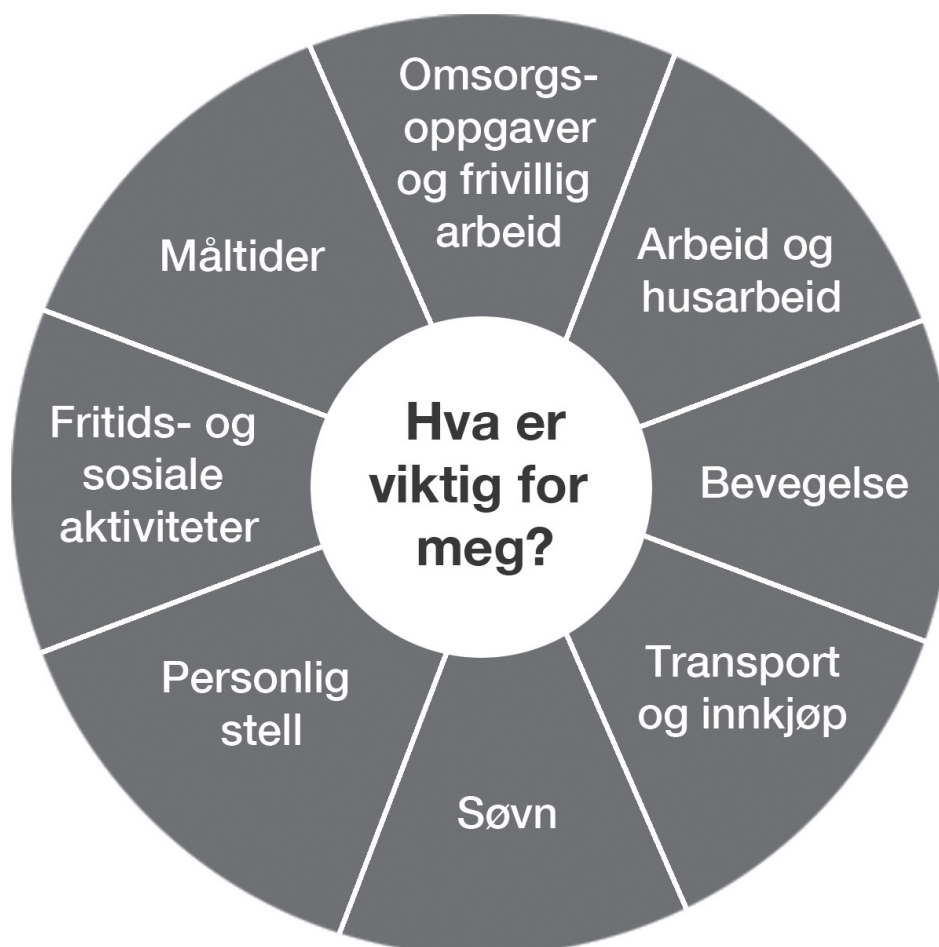 Hva er
viktig for
meg?
Omsorgs-
oppgaver
og frivillig
arbeid
Arbeid og
husarbeid
Bevegelse
Transport
og innkjøp
Søvn
Personlig
stell
Fritids- og
sosiale
aktiviteter
Måltider